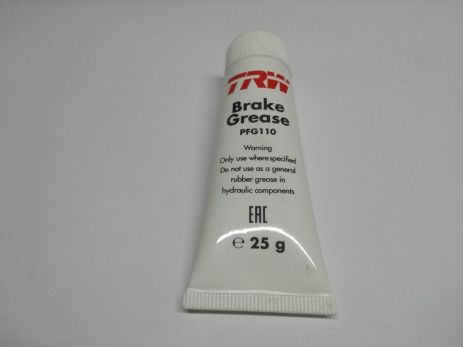 TRW
Brake
Grease
PFG110
Warning
Only use where specified
Do not use as a general
rubber grease in
hydraulic components
EAC
℮ 25 g